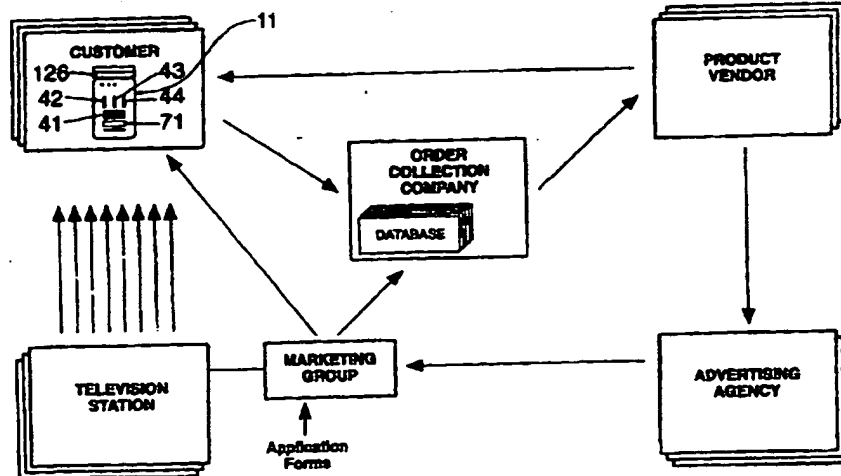 11
CUSTOMER
126
43
42
44
41
71
PRODUCT
VENDOR
ORDER
COLLECTION
COMPANY
DATABASE
TELEVISION
STATION
MARKETING
GROUP
Application
Forms
ADVERTISING
AGENCY